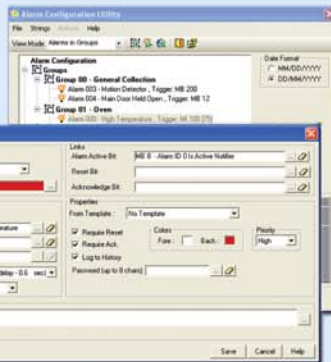 Alarm Configuration Utility
File Strings Actions Help
View Mode: Alarms in Groups
Alarm Configuration
Groups
Group 00 - General Collection
Alarm 003 - Motion Detector , Trigger: MB 200
Alarm 004 - Main Door Held Open , Trigger: MB 12
Group 01 - Oven
Alarm 000 - High Temperature , Trigger: MI 100 [75]
Date Format
MM/DD/YYYY
DD/MM/YYYY
Links
Alarm Active Bit: MB 8 - Alarm ID 0 Is Active Notifier
Reset Bit:
Acknowledge Bit:
Properties
From Template : No Template
Require Reset
Require Ack.
Log to History
Colors
Fore :
Back :
Priority
High
Password (up to 8 chars)
Save Cancel Help